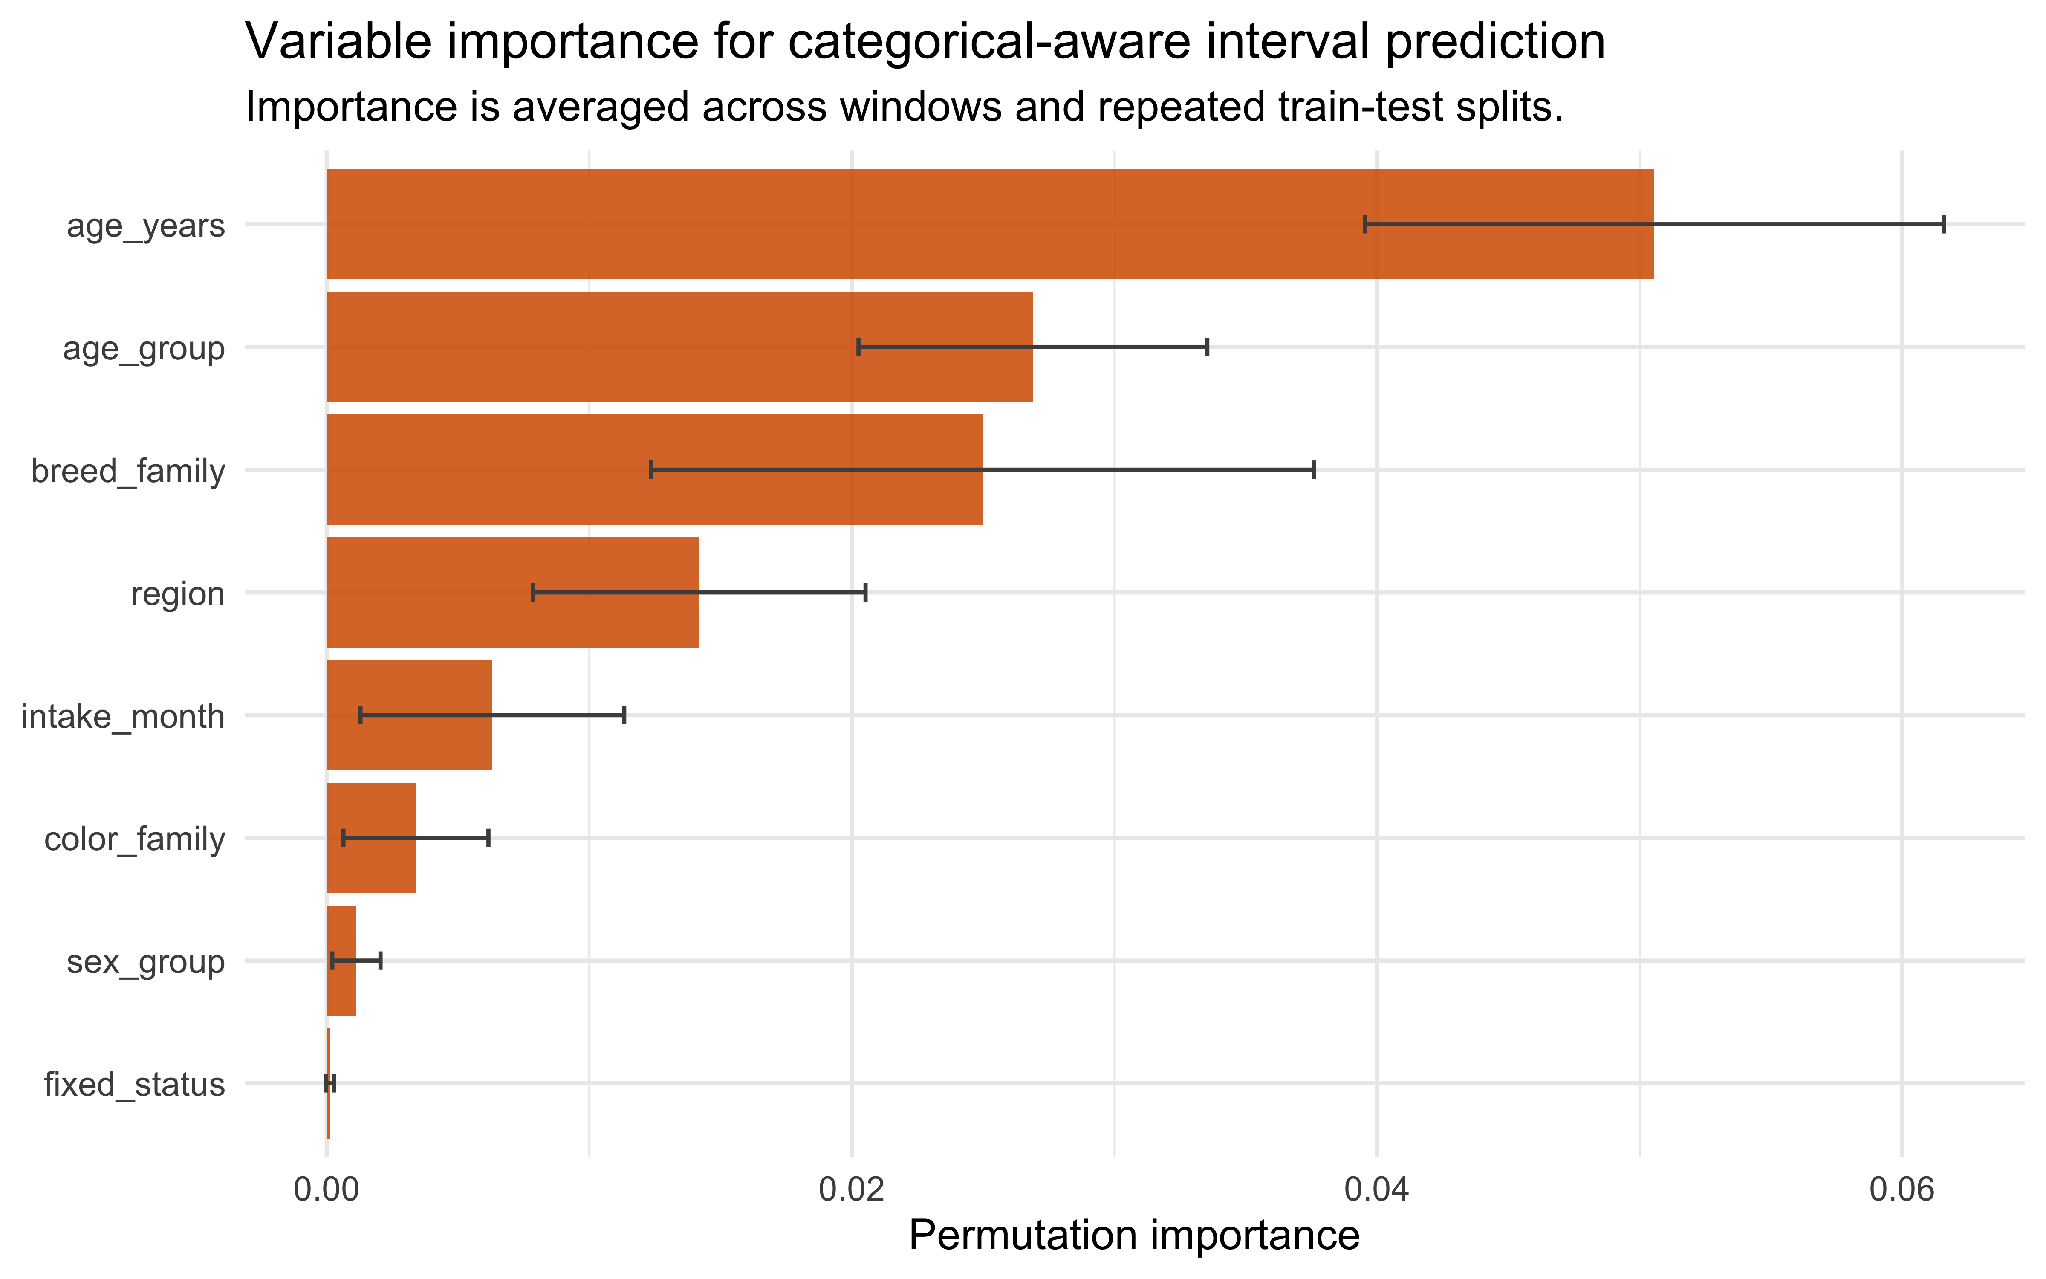 Variable importance for categorical-aware interval prediction
Importance is averaged across windows and repeated train-test splits.
age_years
age_group
breed_family
region
intake_month
color_family
sex_group
fixed_status
0.00 0.02 0.04 0.06
Permutation importance